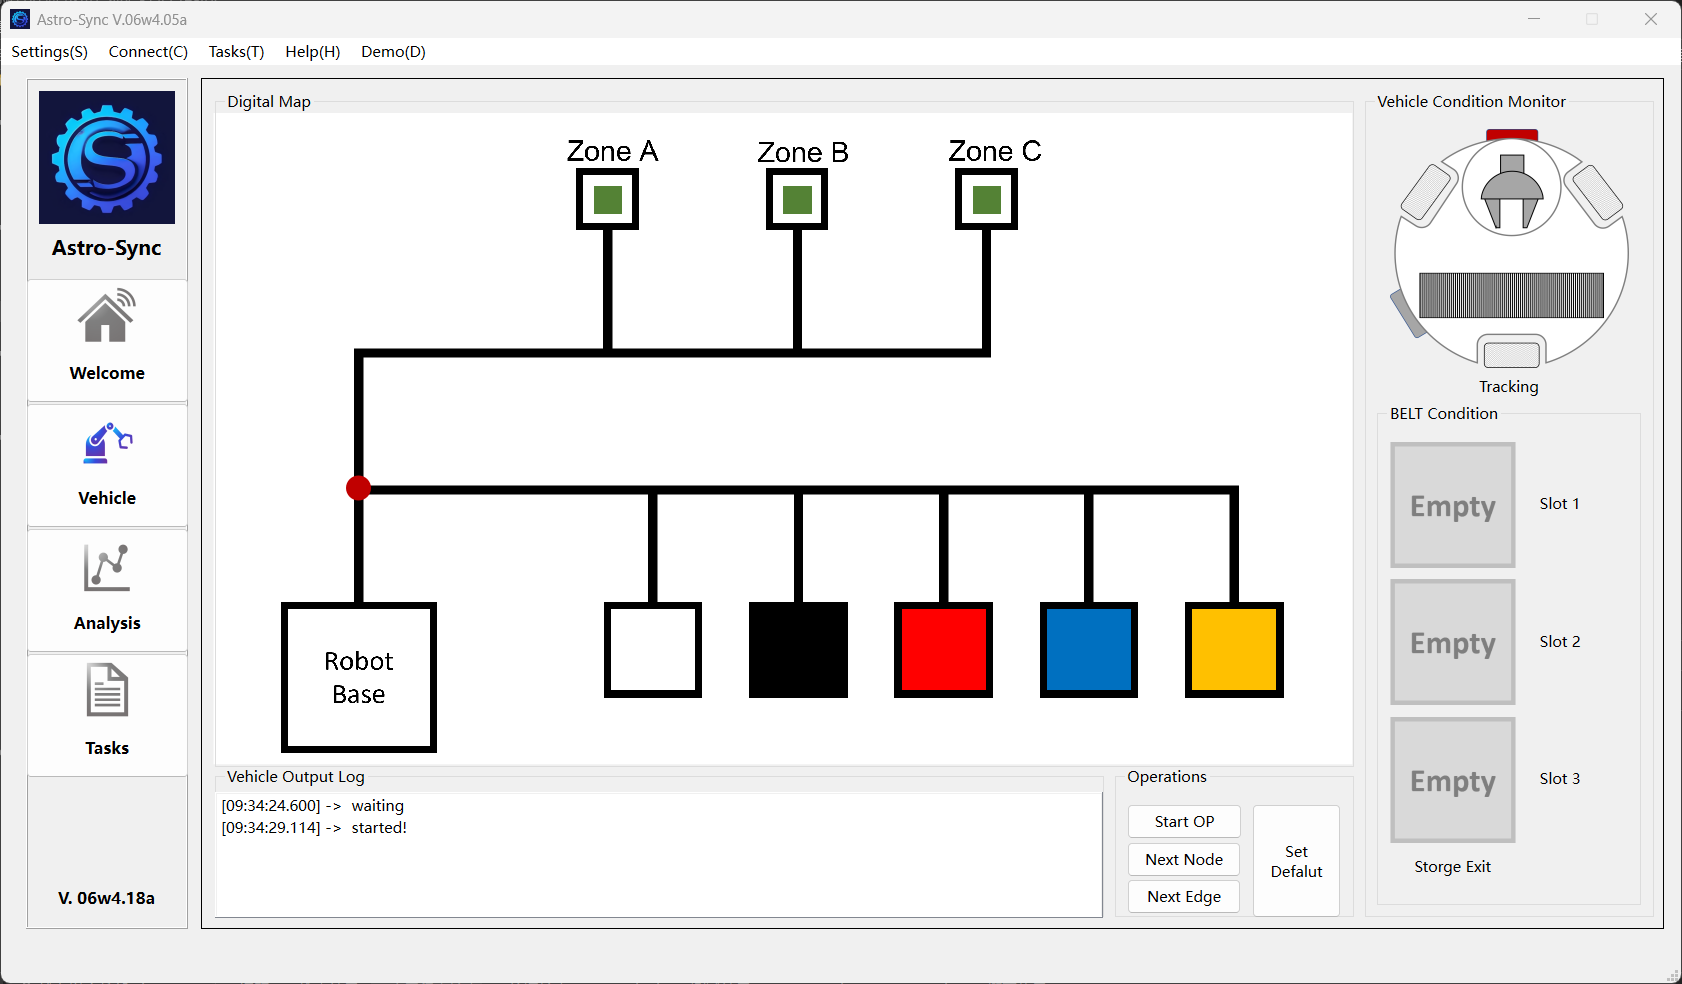 Astro-Sync V.06w4.05a
Settings(S) Connect(C) Tasks(T) Help(H) Demo(D)
Astro-Sync
Welcome
Vehicle
Analysis
Tasks
V. 06w4.18a
Digital Map
Zone A
Zone B
Zone C
Robot
Base
Vehicle Output Log
[09:34:24.600] -> waiting
[09:34:29.114] -> started!
Operations
Start OP
Next Node
Next Edge
Set
Defalut
Vehicle Condition Monitor
Tracking
BELT Condition
Empty
Slot 1
Empty
Slot 2
Empty
Slot 3
Storge Exit